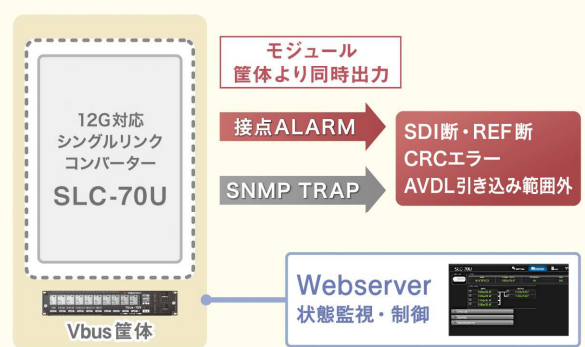 12G対応
シングルリンク
コンバーター
SLC-70U
Vbus筐体
モジュール
筐体より同時出力
接点ALARM
SNMP TRAP
SDI断・REF断
CRCエラー
AVDL引き込み範囲外
Webserver
状態監視・制御
SLC-70U